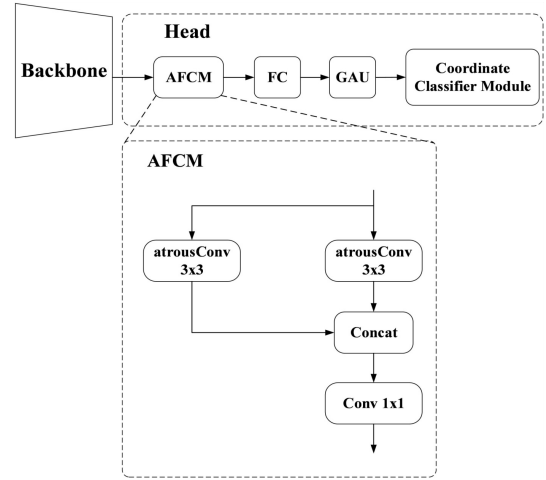 Head
Backbone
AFCM
FC
GAU
Coordinate
Classifier Module
AFCM
atrousConv
3x3
atrousConv
3x3
Concat
Conv 1x1